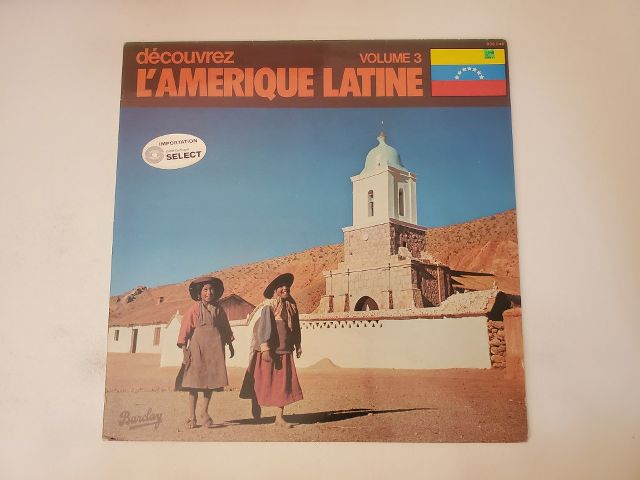 découvrez
VOLUME 3
L'AMERIQUE LATINE
IMPORTATION
SELECT
Barclay